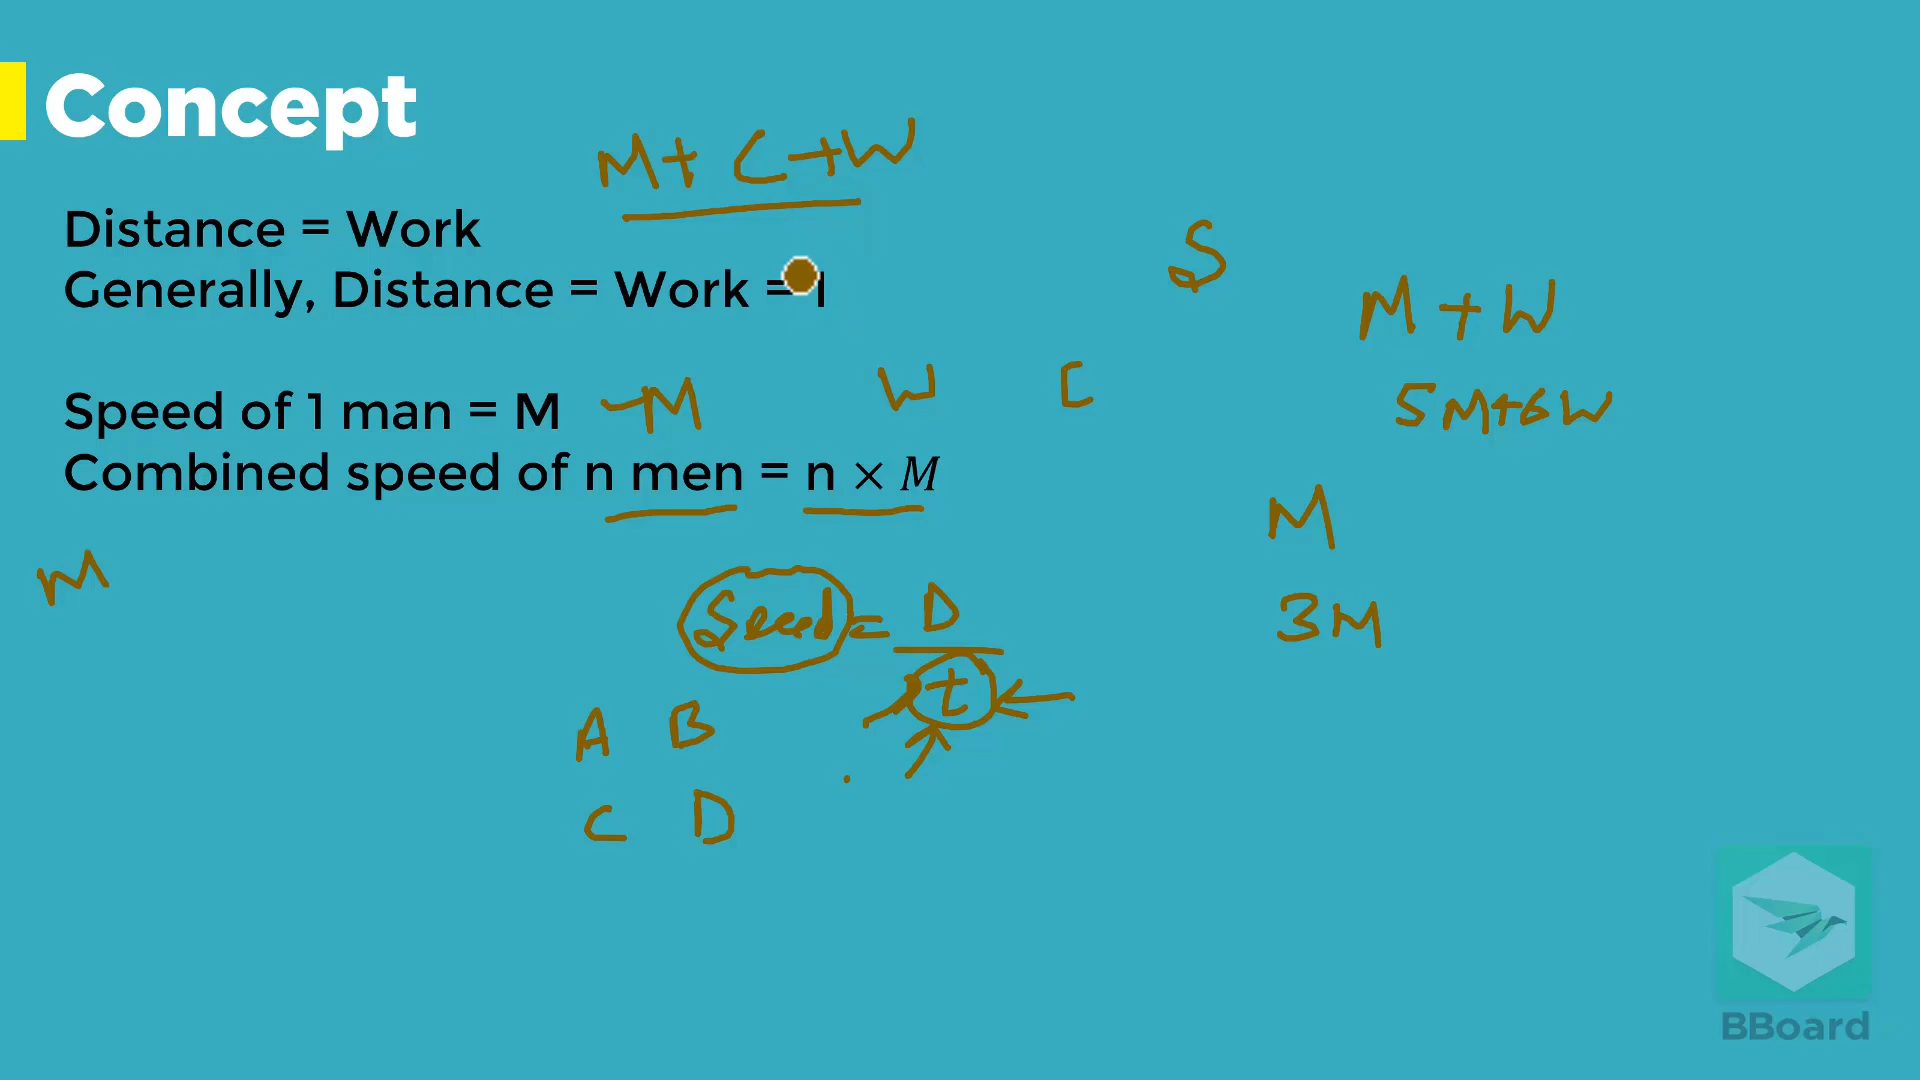 Concept
M + C + W
Distance = Work
Generally, Distance = Work = 1
S
M + W
Speed of 1 man = M
M
W
C
5M+6W
Combined speed of n men = n × M
M
M
Speed = D
t
3M
A B
C D
BBoard